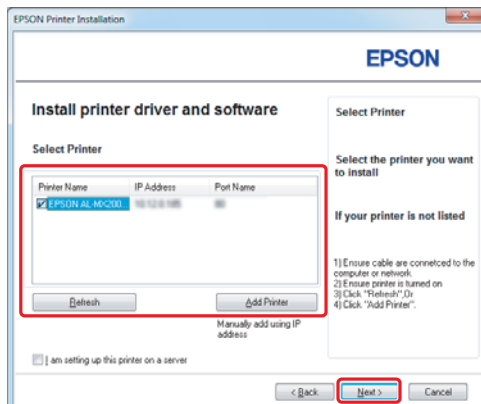 EPSON Printer Installation
EPSON
Install printer driver and software
Select Printer
Printer Name IP Address Port Name
EPSON AL-MX200...
Refresh
Add Printer
Manually add using IP
address
I am setting up this printer on a server
Select Printer
Select the printer you want
to install
If your printer is not listed
1) Ensure cable are connetced to the
computer or network.
2) Ensure printer is turned on
3) Click "Refresh",Or
4) Click "Add Printer".
< Back
Next >
Cancel